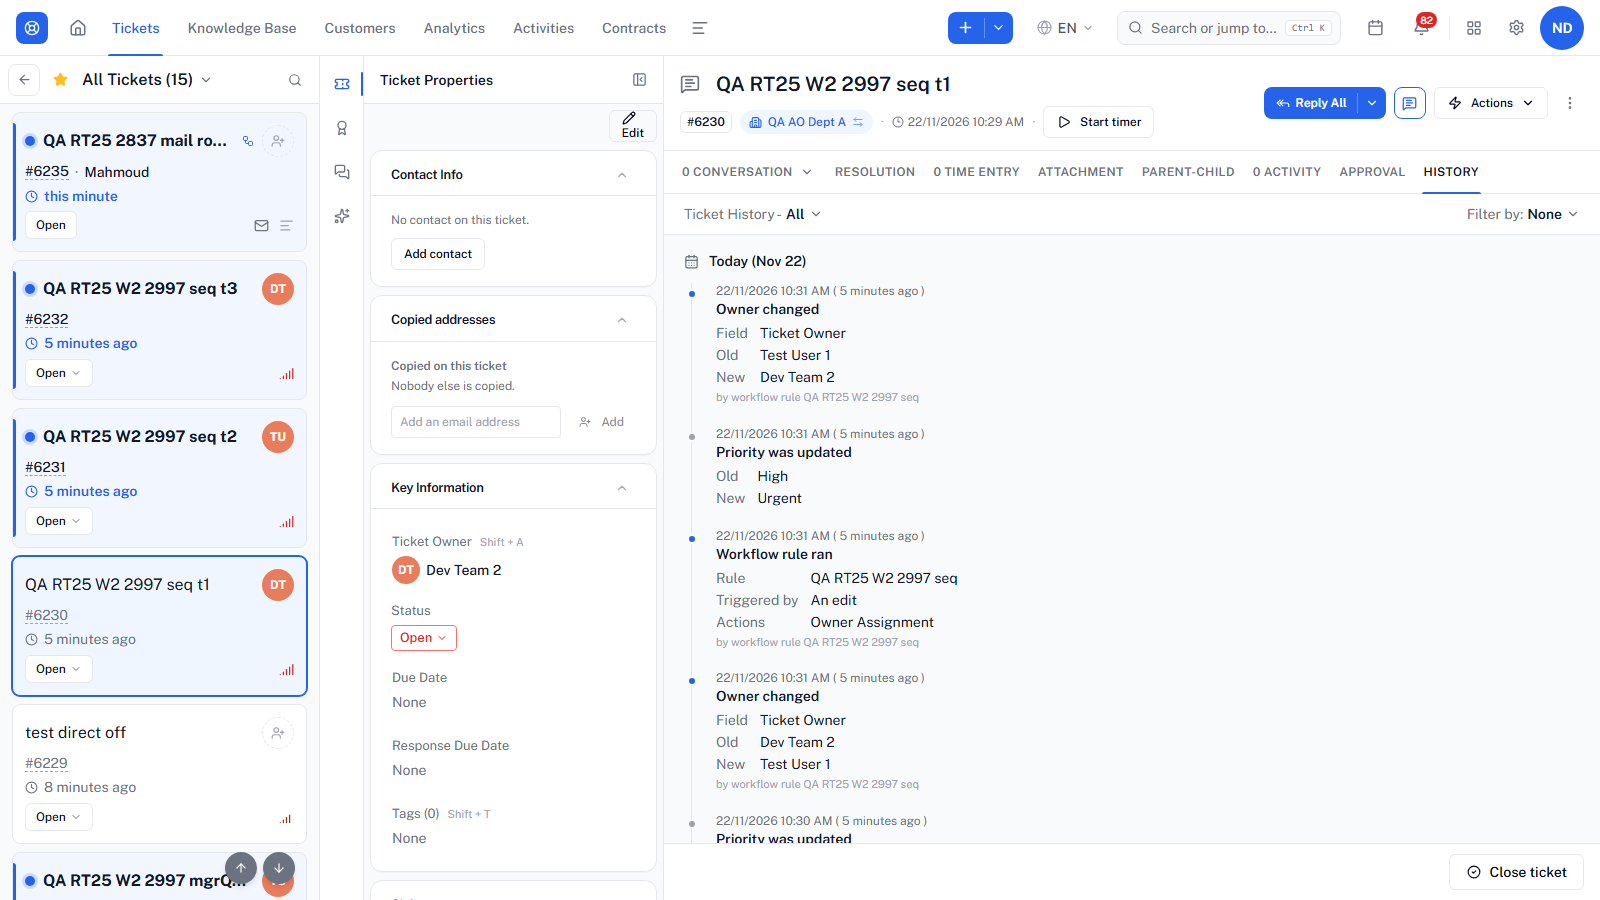 Tickets
Knowledge Base
Customers
Analytics
Activities
Contracts
EN
Search or jump to...
Ctrl K
82
ND
All Tickets (15)
QA RT25 2837 mail ro...
#6235 · Mahmoud
this minute
Open
QA RT25 W2 2997 seq t3
DT
#6232
5 minutes ago
Open
QA RT25 W2 2997 seq t2
TU
#6231
5 minutes ago
Open
QA RT25 W2 2997 seq t1
DT
#6230
5 minutes ago
Open
test direct off
#6229
8 minutes ago
Open
QA RT25 W2 2997 mgrQ...
Ticket Properties
Edit
Contact Info
No contact on this ticket.
Add contact
Copied addresses
Copied on this ticket
Nobody else is copied.
Add an email address
Add
Key Information
Ticket Owner Shift + A
DT Dev Team 2
Status
Open
Due Date
None
Response Due Date
None
Tags (0) Shift + T
None
QA RT25 W2 2997 seq t1
#6230
QA AO Dept A
· 22/11/2026 10:29 AM ·
Start timer
Reply All
Actions
0 CONVERSATION
RESOLUTION
0 TIME ENTRY
ATTACHMENT
PARENT-CHILD
0 ACTIVITY
APPROVAL
HISTORY
Ticket History - All
Filter by: None
Today (Nov 22)
22/11/2026 10:31 AM ( 5 minutes ago )
Owner changed
Field Ticket Owner
Old Test User 1
New Dev Team 2
by workflow rule QA RT25 W2 2997 seq
22/11/2026 10:31 AM ( 5 minutes ago )
Priority was updated
Old High
New Urgent
22/11/2026 10:31 AM ( 5 minutes ago )
Workflow rule ran
Rule QA RT25 W2 2997 seq
Triggered by An edit
Actions Owner Assignment
by workflow rule QA RT25 W2 2997 seq
22/11/2026 10:31 AM ( 5 minutes ago )
Owner changed
Field Ticket Owner
Old Dev Team 2
New Test User 1
by workflow rule QA RT25 W2 2997 seq
22/11/2026 10:30 AM ( 5 minutes ago )
Priority was updated
Close ticket